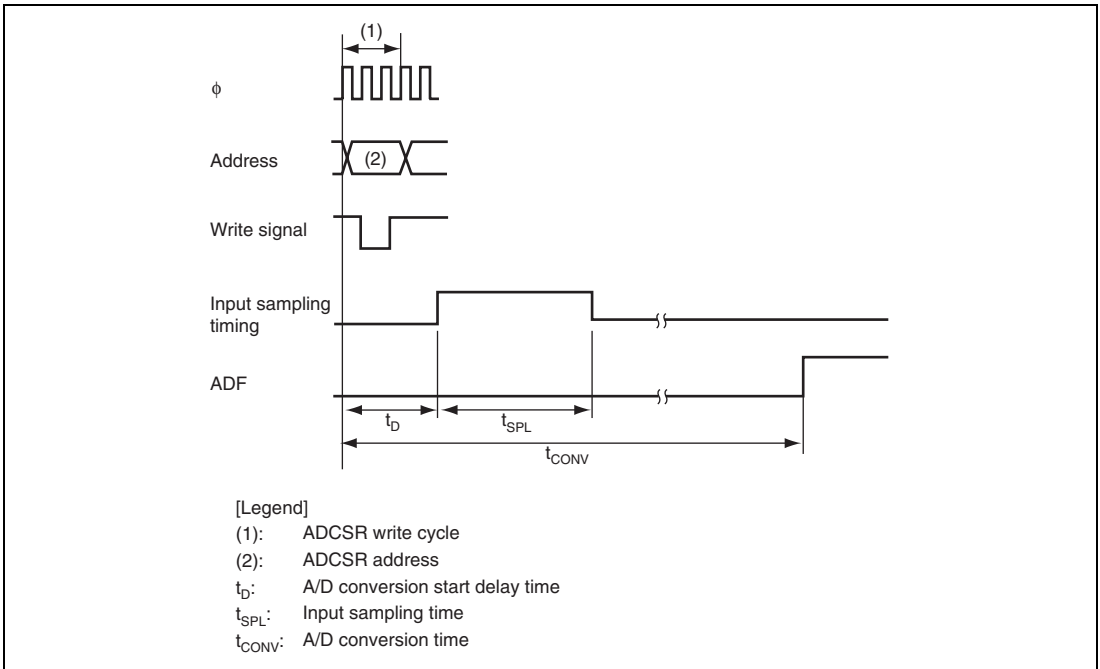 (1)
ϕ
Address
(2)
Write signal
Input sampling
timing
ADF
tD
tSPL
tCONV
[Legend]
(1): ADCSR write cycle
(2): ADCSR address
tD: A/D conversion start delay time
tSPL: Input sampling time
tCONV: A/D conversion time